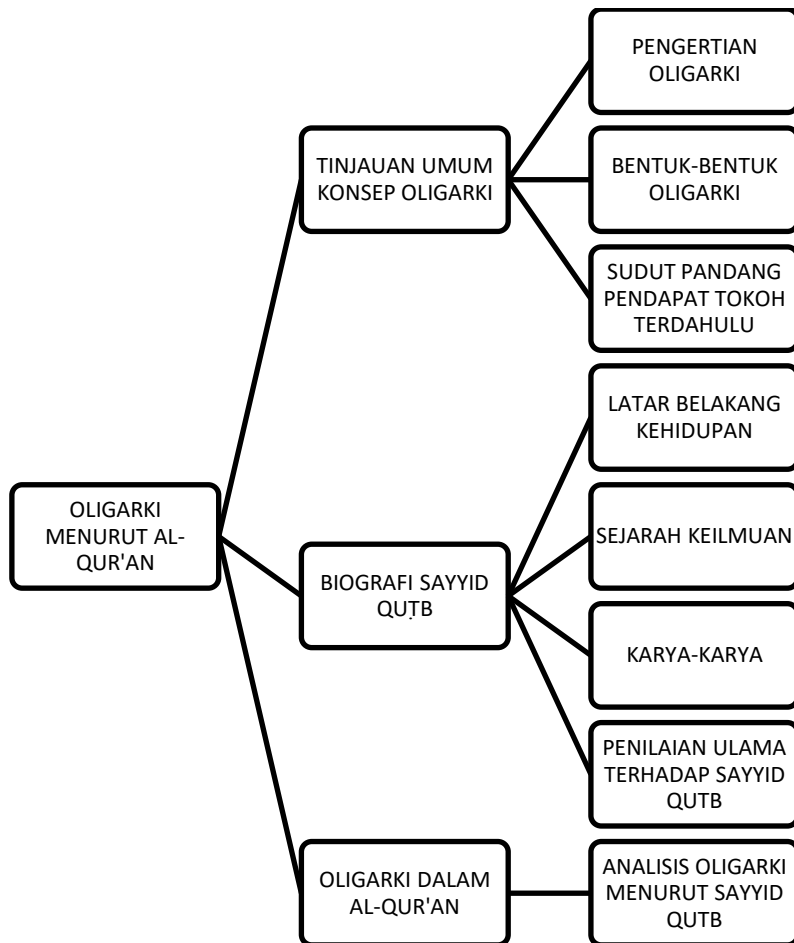 OLIGARKI
MENURUT AL-
QUR'AN
TINJAUAN UMUM
KONSEP OLIGARKI
PENGERTIAN
OLIGARKI
BENTUK-BENTUK
OLIGARKI
SUDUT PANDANG
PENDAPAT TOKOH
TERDAHULU
BIOGRAFI SAYYID
QUṬB
LATAR BELAKANG
KEHIDUPAN
SEJARAH KEILMUAN
KARYA-KARYA
PENILAIAN ULAMA
TERHADAP SAYYID
QUTB
OLIGARKI DALAM
AL-QUR'AN
ANALISIS OLIGARKI
MENURUT SAYYID
QUTB